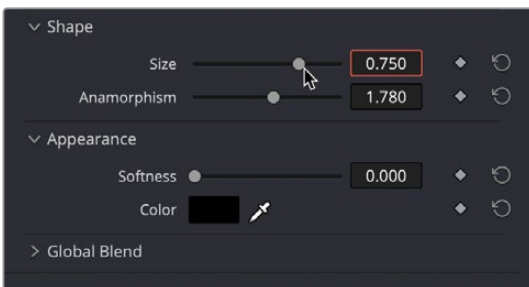 Shape
Size 0.750
Anamorphism 1.780
Appearance
Softness 0.000
Color
Global Blend